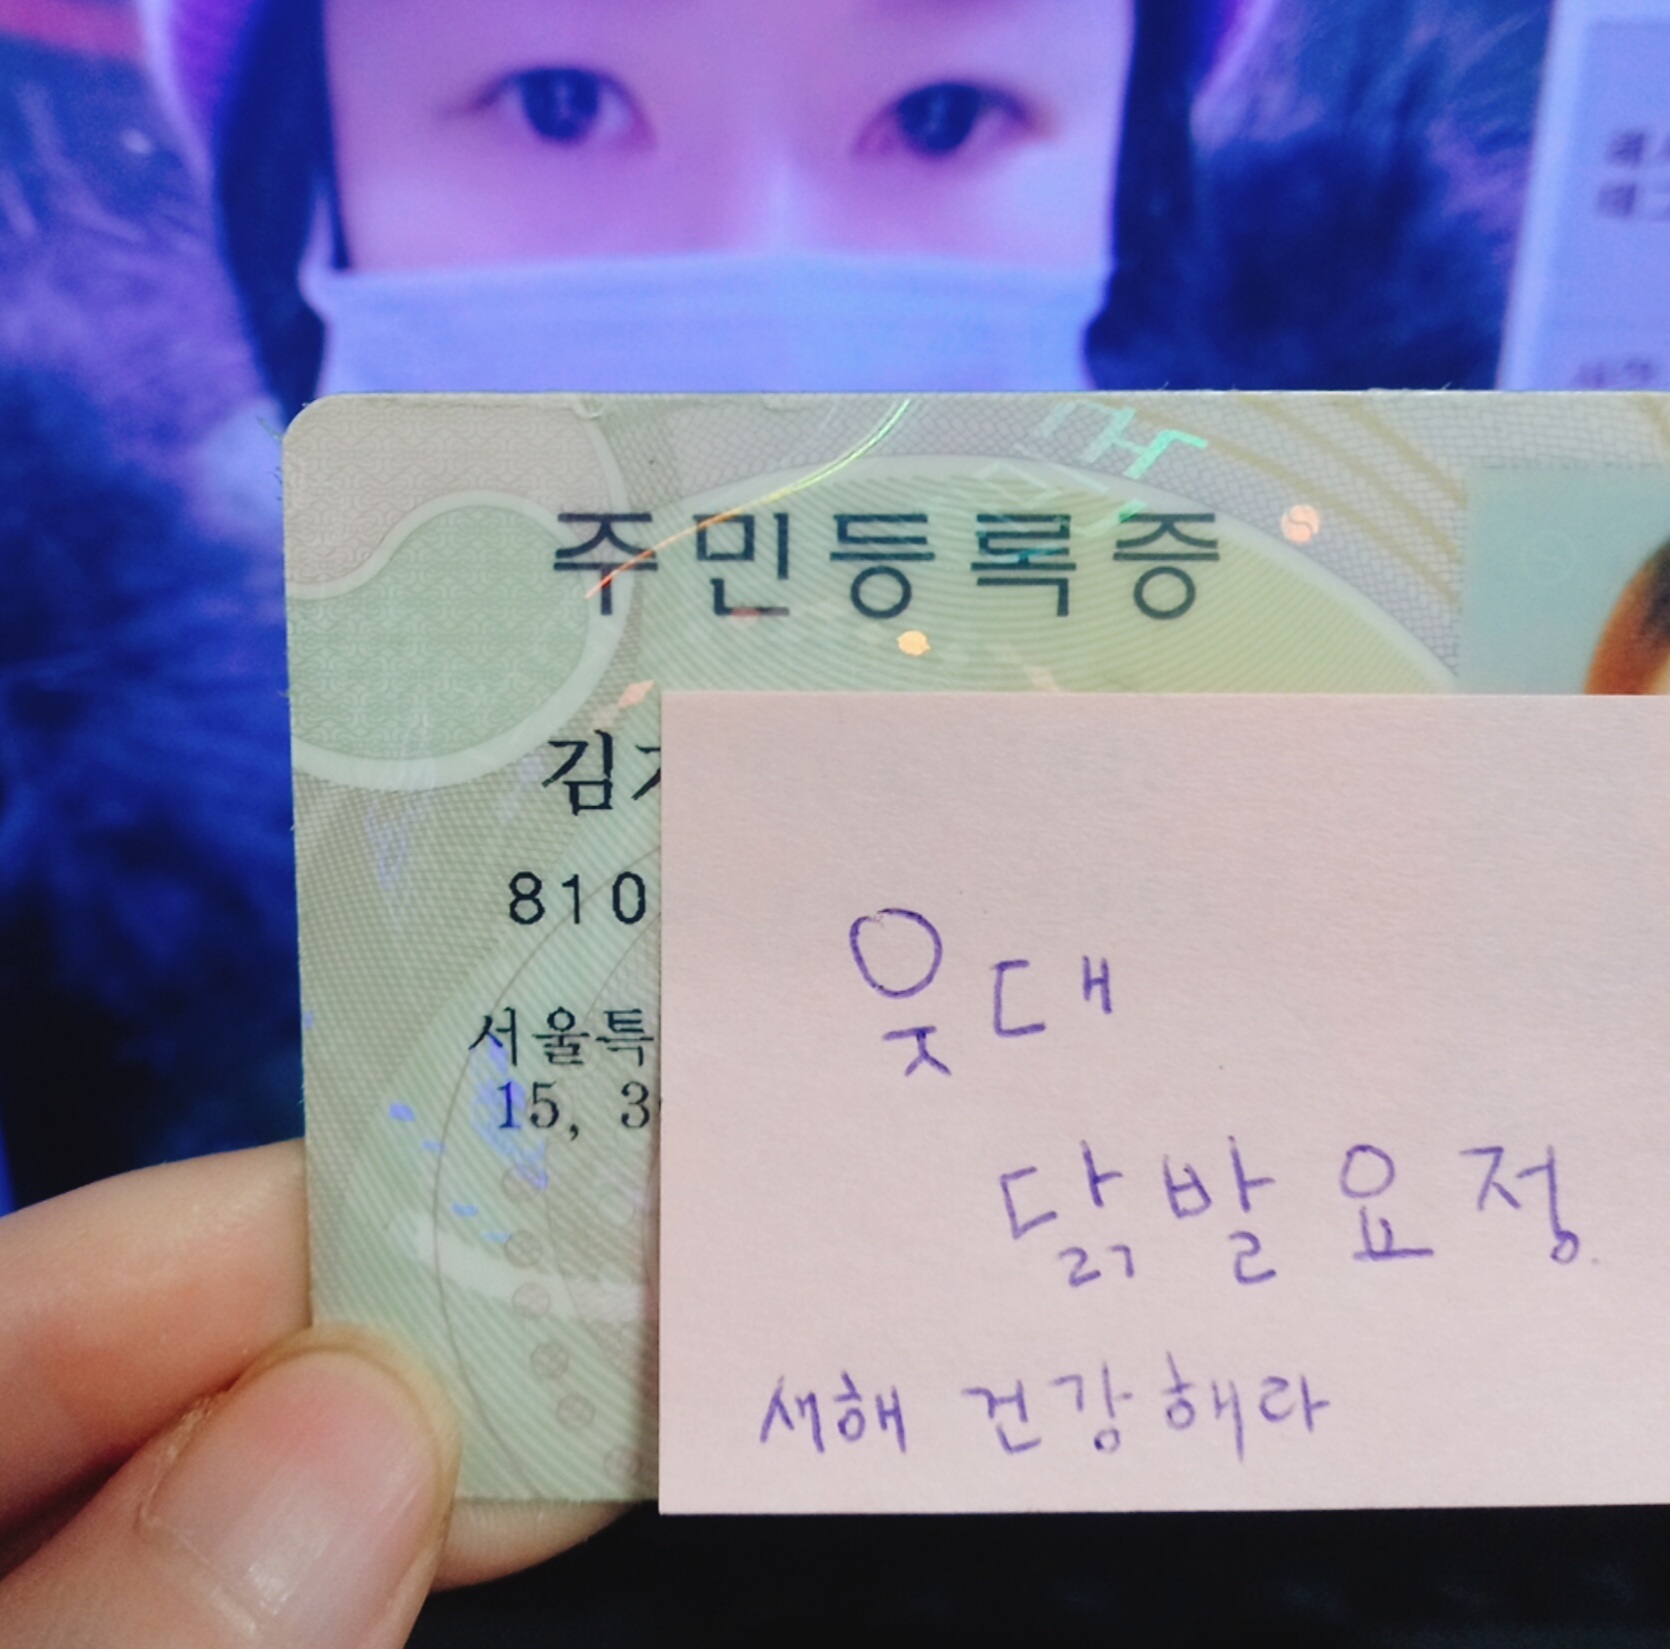 주민등록증
김
810
서울특
15, 3
웃대
닭발요정
새해 건강해라